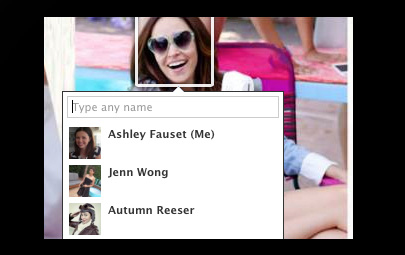 Type any name
Ashley Fauset (Me)
Jenn Wong
Autumn Reeser